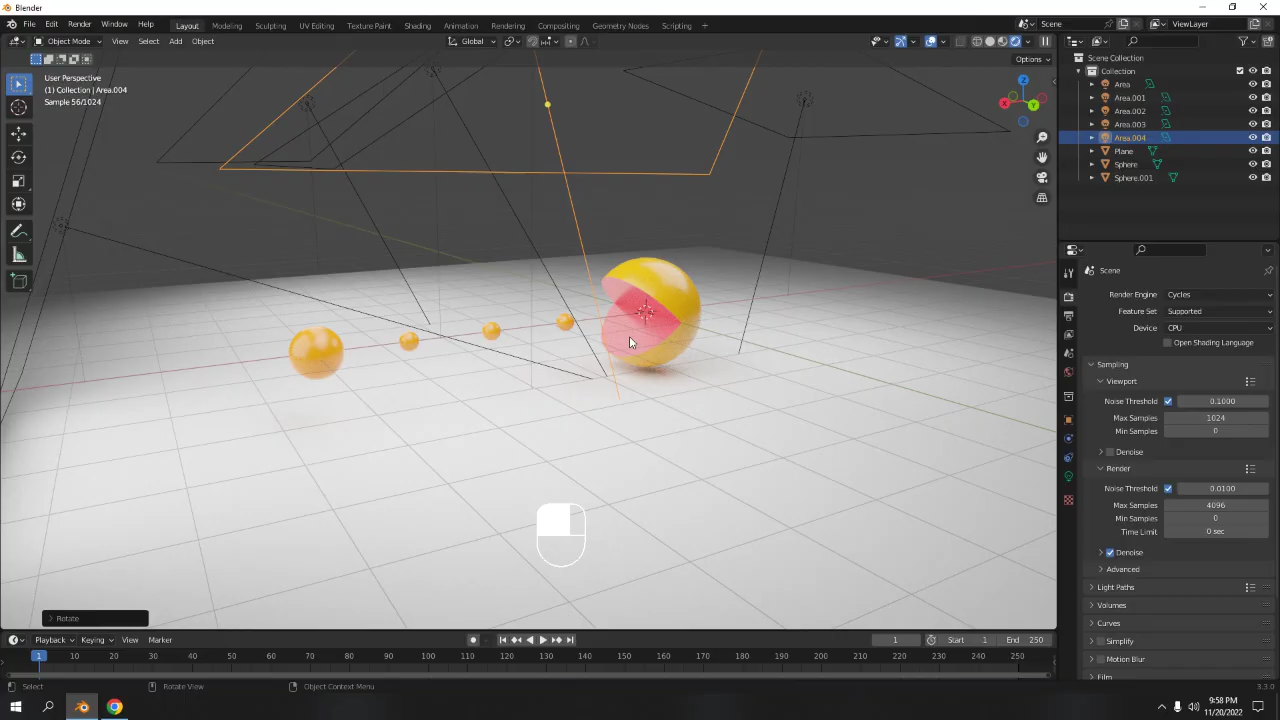 Blender
File Edit Render Window Help Layout Modeling Sculpting UV Editing Texture Paint Shading Animation Rendering Compositing Geometry Nodes Scripting + Scene ViewLayer
Object Mode View Select Add Object Global
Options
User Perspective
(1) Collection | Area.004
Sample 56/1024
Z
X Y
Scene Collection
Collection
Area
Area.001
Area.002
Area.003
Area.004
Plane
Sphere
Sphere.001
Scene
Render Engine Cycles
Feature Set Supported
Device CPU
Open Shading Language
Sampling
Viewport
Noise Threshold 0.1000
Max Samples 1024
Min Samples 0
Denoise
Render
Noise Threshold 0.0100
Max Samples 4096
Min Samples 0
Time Limit 0 sec
Denoise
Advanced
Light Paths
Volumes
Curves
Simplify
Motion Blur
Film
Rotate
Playback Keying View Marker 1 Start 1 End 250
1 10 20 30 40 50 60 70 80 90 100 110 120 130 140 150 160 170 180 190 200 210 220 230 240 250
Select Rotate View Object Context Menu 3.3.0
9:58 PM
11/20/2022